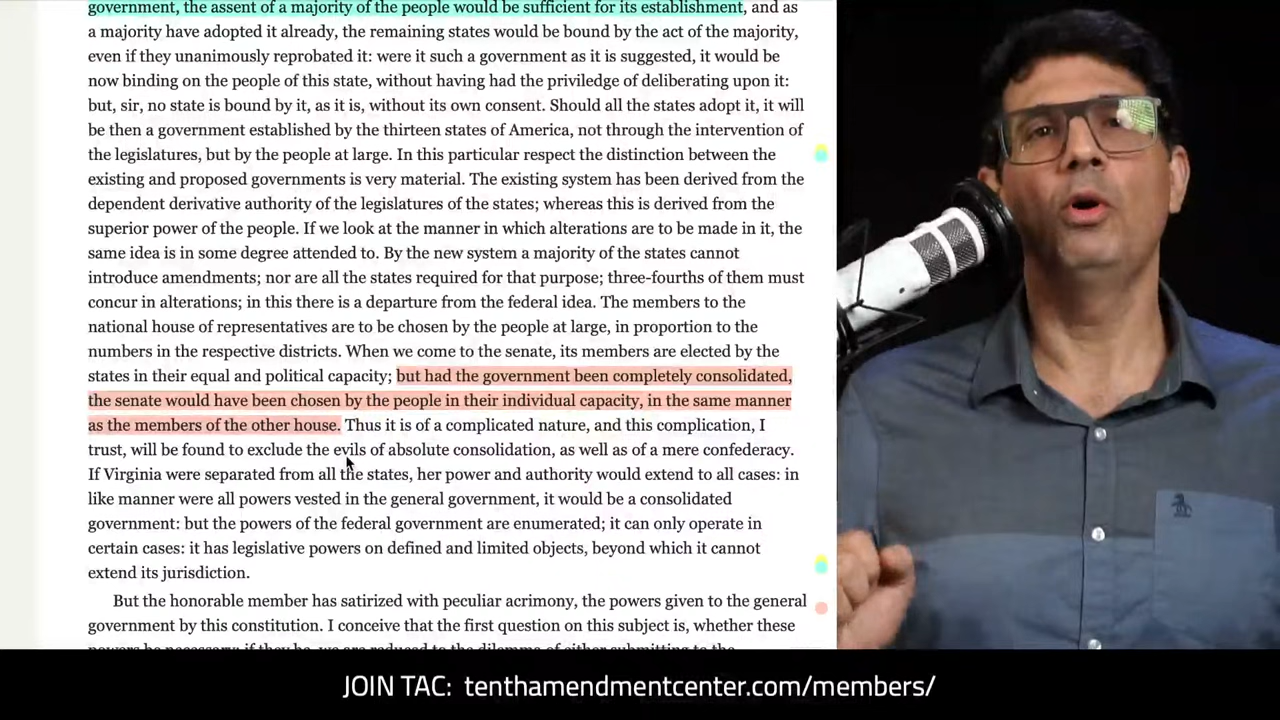 government, the assent of a majority of the people would be sufficient for its establishment, and as
a majority have adopted it already, the remaining states would be bound by the act of the majority,
even if they unanimously reprobated it: were it such a government as it is suggested, it would be
now binding on the people of this state, without having had the priviledge of deliberating upon it:
but, sir, no state is bound by it, as it is, without its own consent. Should all the states adopt it, it will
be then a government established by the thirteen states of America, not through the intervention of
the legislatures, but by the people at large. In this particular respect the distinction between the
existing and proposed governments is very material. The existing system has been derived from the
dependent derivative authority of the legislatures of the states; whereas this is derived from the
superior power of the people. If we look at the manner in which alterations are to be made in it, the
same idea is in some degree attended to. By the new system a majority of the states cannot
introduce amendments; nor are all the states required for that purpose; three-fourths of them must
concur in alterations; in this there is a departure from the federal idea. The members to the
national house of representatives are to be chosen by the people at large, in proportion to the
numbers in the respective districts. When we come to the senate, its members are elected by the
states in their equal and political capacity; but had the government been completely consolidated,
the senate would have been chosen by the people in their individual capacity, in the same manner
as the members of the other house. Thus it is of a complicated nature, and this complication, I
trust, will be found to exclude the evils of absolute consolidation, as well as of a mere confederacy.
If Virginia were separated from all the states, her power and authority would extend to all cases: in
like manner were all powers vested in the general government, it would be a consolidated
government: but the powers of the federal government are enumerated; it can only operate in
certain cases: it has legislative powers on defined and limited objects, beyond which it cannot
extend its jurisdiction.
But the honorable member has satirized with peculiar acrimony, the powers given to the general
government by this constitution. I conceive that the first question on this subject is, whether these
powers be necessary; if they be, we are reduced to the dilemma of either submitting to the
JOIN TAC: tenthamendmentcenter.com/members/